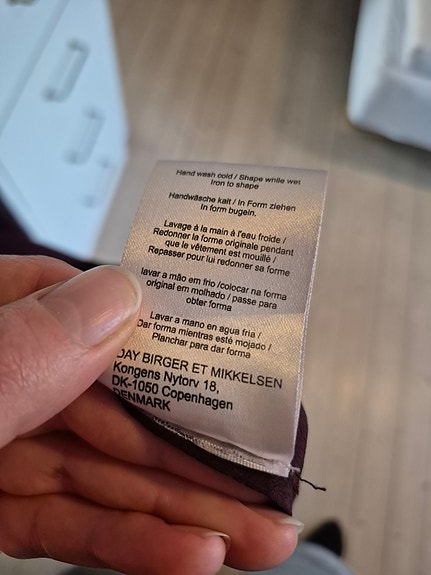 Hand wash cold / Shape while wet
Iron to shape
Handwäsche kalt / In Form ziehen
In form bugeln.
Lavage à la main à l'eau froide /
Redonner la forme originale pendant
que le vêtement est mouillé /
Repasser pour lui redonner sa forme
lavar a mão em frio /colocar na forma
original em molhado / passe para
obter forma
Lavar a mano en agua fria /
Dar forma mientras esté mojado /
Planchar para dar forma
DAY BIRGER ET MIKKELSEN
Kongens Nytorv 18,
DK-1050 Copenhagen
DENMARK